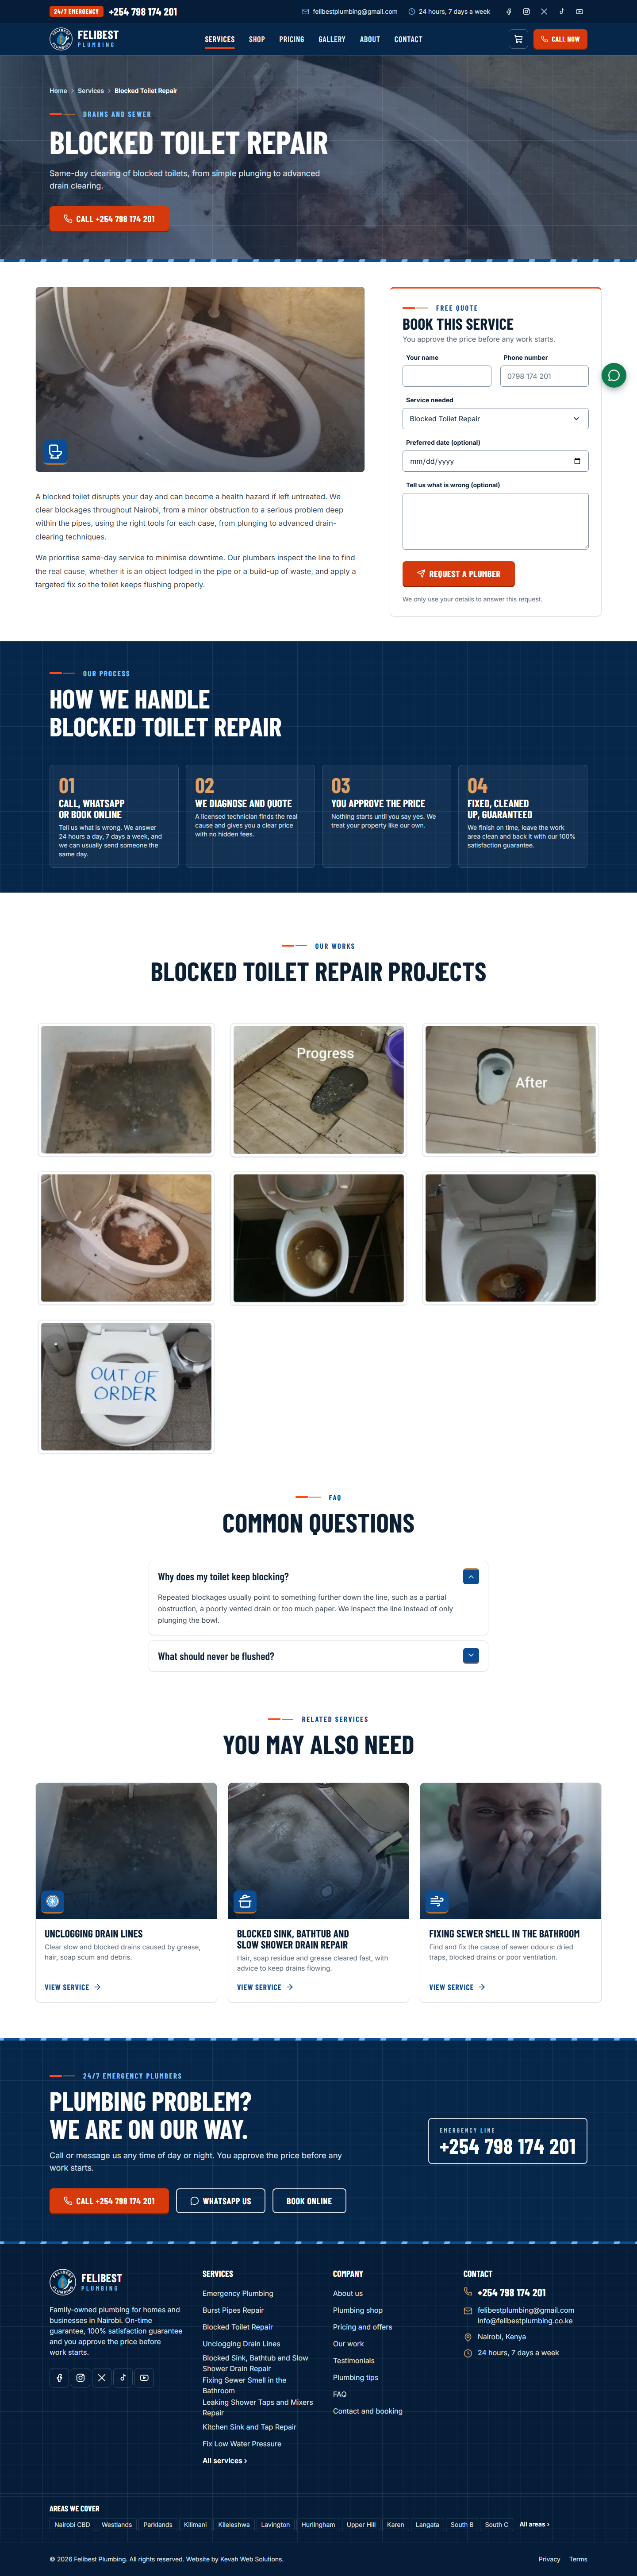 24/7 EMERGENCY +254 798 174 201 felibestplumbing@gmail.com 24 hours, 7 days a week
FELIBEST
PLUMBING
SERVICES SHOP PRICING GALLERY ABOUT CONTACT
CALL NOW
Home Services Blocked Toilet Repair
DRAINS AND SEWER
BLOCKED TOILET REPAIR
Same-day clearing of blocked toilets, from simple plunging to advanced
drain clearing.
CALL +254 798 174 201
FREE QUOTE
BOOK THIS SERVICE
You approve the price before any work starts.
Your name Phone number
0798 174 201
Service needed
Blocked Toilet Repair
Preferred date (optional)
mm/dd/yyyy
Tell us what is wrong (optional)
REQUEST A PLUMBER
We only use your details to answer this request.
A blocked toilet disrupts your day and can become a health hazard if left untreated. We
clear blockages throughout Nairobi, from a minor obstruction to a serious problem deep
within the pipes, using the right tools for each case, from plunging to advanced drain-
clearing techniques.
We prioritise same-day service to minimise downtime. Our plumbers inspect the line to find
the real cause, whether it is an object lodged in the pipe or a build-up of waste, and apply a
targeted fix so the toilet keeps flushing properly.
OUR PROCESS
HOW WE HANDLE
BLOCKED TOILET REPAIR
01
CALL, WHATSAPP
OR BOOK ONLINE
Tell us what is wrong. We answer
24 hours a day, 7 days a week, and
we can usually send someone the
same day.
02
WE DIAGNOSE AND QUOTE
A licensed technician finds the real
cause and gives you a clear price
with no hidden fees.
03
YOU APPROVE THE PRICE
Nothing starts until you say yes. We
treat your property like our own.
04
FIXED, CLEANED
UP, GUARANTEED
We finish on time, leave the work
area clean and back it with our 100%
satisfaction guarantee.
OUR WORKS
BLOCKED TOILET REPAIR PROJECTS
Progress
After
OUT OF
ORDER
FAQ
COMMON QUESTIONS
Why does my toilet keep blocking?
Repeated blockages usually point to something further down the line, such as a partial
obstruction, a poorly vented drain or too much paper. We inspect the line instead of only
plunging the bowl.
What should never be flushed?
RELATED SERVICES
YOU MAY ALSO NEED
UNCLOGGING DRAIN LINES
Clear slow and blocked drains caused by grease,
hair, soap scum and debris.
VIEW SERVICE
BLOCKED SINK, BATHTUB AND
SLOW SHOWER DRAIN REPAIR
Hair, soap residue and grease cleared fast, with
advice to keep drains flowing.
VIEW SERVICE
FIXING SEWER SMELL IN THE BATHROOM
Find and fix the cause of sewer odours: dried
traps, blocked drains or poor ventilation.
VIEW SERVICE
24/7 EMERGENCY PLUMBERS
PLUMBING PROBLEM?
WE ARE ON OUR WAY.
Call or message us any time of day or night. You approve the price before any
work starts.
CALL +254 798 174 201 WHATSAPP US BOOK ONLINE
EMERGENCY LINE
+254 798 174 201
FELIBEST
PLUMBING
Family-owned plumbing for homes and
businesses in Nairobi. On-time
guarantee, 100% satisfaction guarantee
and you approve the price before
work starts.
SERVICES
Emergency Plumbing
Burst Pipes Repair
Blocked Toilet Repair
Unclogging Drain Lines
Blocked Sink, Bathtub and Slow
Shower Drain Repair
Fixing Sewer Smell in the
Bathroom
Leaking Shower Taps and Mixers
Repair
Kitchen Sink and Tap Repair
Fix Low Water Pressure
All services ›
COMPANY
About us
Plumbing shop
Pricing and offers
Our work
Testimonials
Plumbing tips
FAQ
Contact and booking
CONTACT
+254 798 174 201
felibestplumbing@gmail.com
info@felibestplumbing.co.ke
Nairobi, Kenya
24 hours, 7 days a week
AREAS WE COVER
Nairobi CBD Westlands Parklands Kilimani Kileleshwa Lavington Hurlingham Upper Hill Karen Langata South B South C All areas ›
© 2026 Felibest Plumbing. All rights reserved. Website by Kevah Web Solutions. Privacy Terms